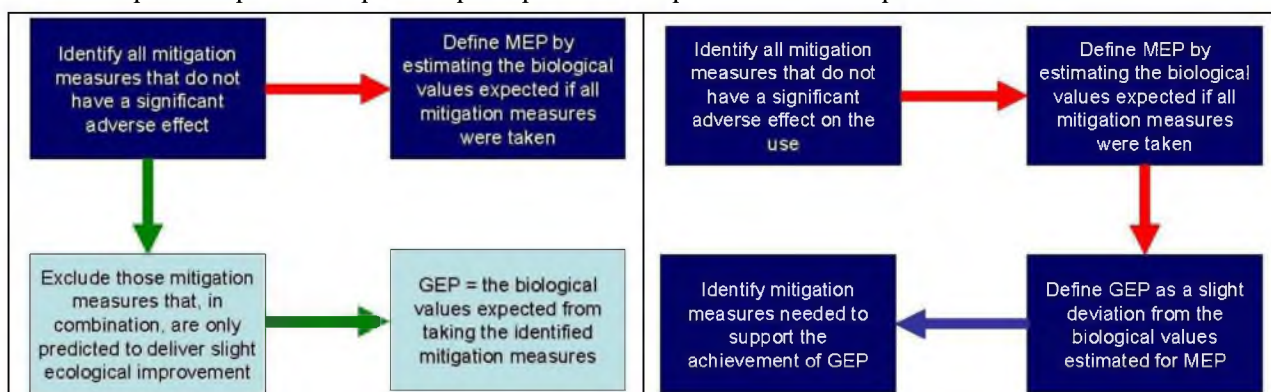 Identify all mitigation
measures that do not
have a significant
adverse effect
Define MEP by
estimating the biological
values expected if all
mitigation measures
were taken
Exclude those mitigation
measures that, in
combination, are only
predicted to deliver slight
ecological improvement
GEP = the biological
values expected from
taking the identified
mitigation measures
Identify all mitigation
measures that do not
have a significant
adverse effect on the
use
Define MEP by
estimating the biological
values expected if all
mitigation measures
were taken
Identify mitigation
measures needed to
support the
achievement of GEP
Define GEP as a slight
deviation from the
biological values
estimated for MEP